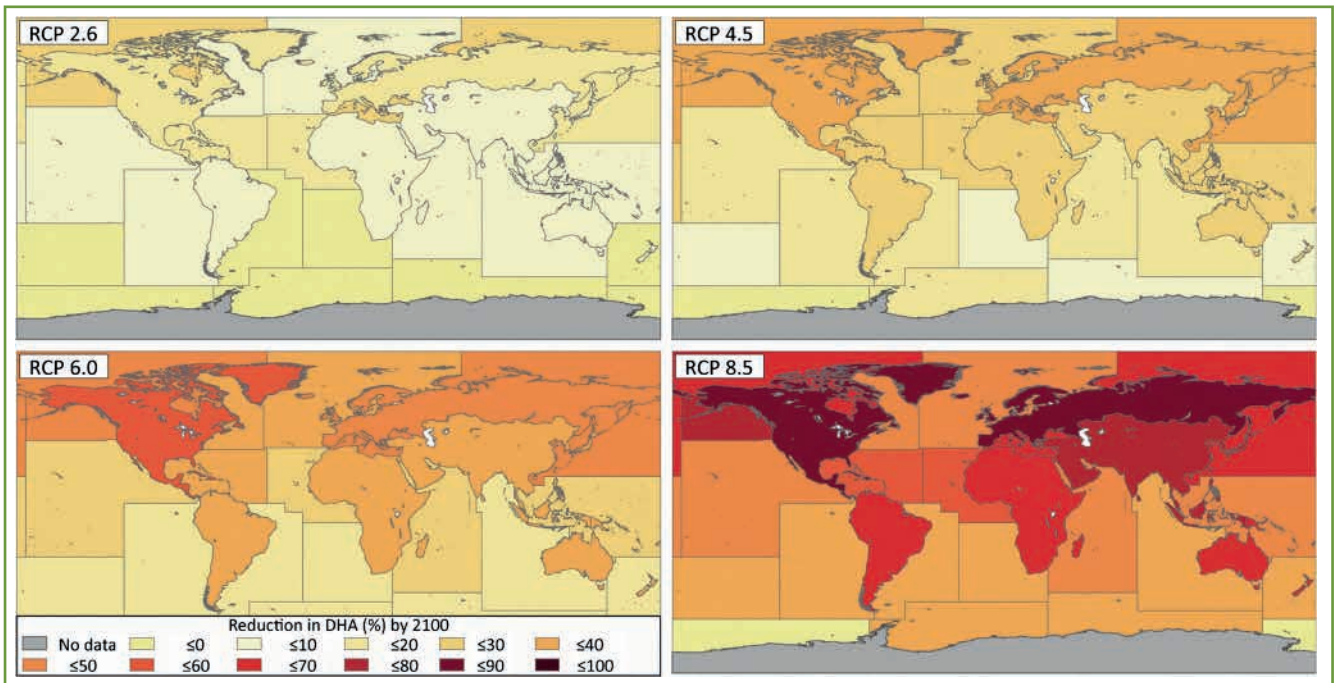 RCP 2.6
RCP 4.5
RCP 6.0
RCP 8.5
Reduction in DHA (%) by 2100
No data ≤0 ≤10 ≤20 ≤30 ≤40
≤50 ≤60 ≤70 ≤80 ≤90 ≤100